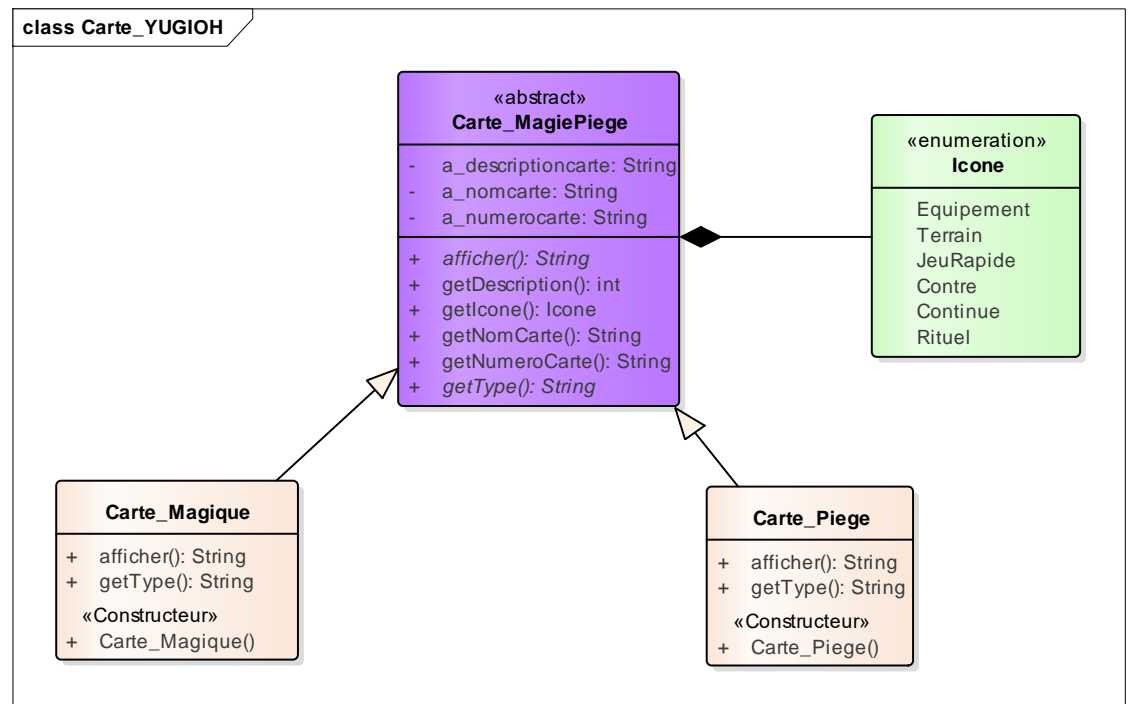 class Carte_YUGIOH
«abstract»
Carte_MagiePiege
- a_descriptioncarte: String
- a_nomcarte: String
- a_numerocarte: String
+ afficher(): String
+ getDescription(): int
+ getIcone(): Icone
+ getNomCarte(): String
+ getNumeroCarte(): String
+ getType(): String
«enumeration»
Icone
Equipement
Terrain
JeuRapide
Contre
Continue
Rituel
Carte_Magique
+ afficher(): String
+ getType(): String
«Constructeur»
+ Carte_Magique()
Carte_Piege
+ afficher(): String
+ getType(): String
«Constructeur»
+ Carte_Piege()